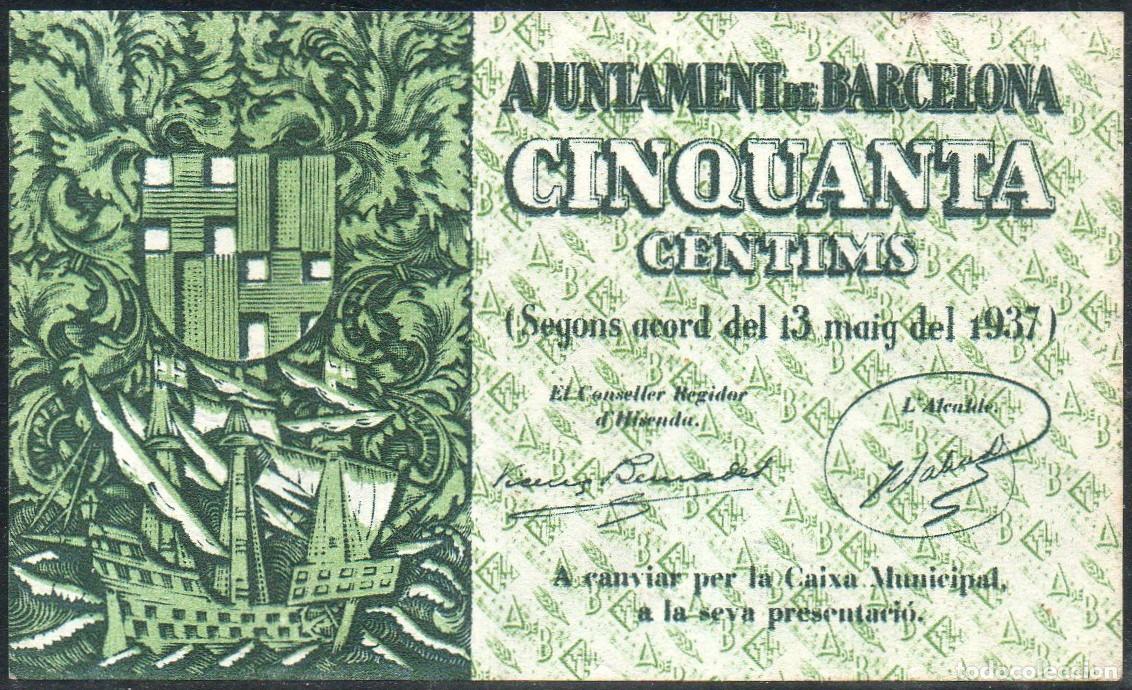 AJUNTAMENT DE BARCELONA
CINQUANTA
CENTIMS
(Segons acord del 13 maig del 1937)
El Conseller Regidor
d'Hisenda.
L'Alcalde.
A canviar per la Caixa Municipal,
a la seva presentació.
todocoleccion